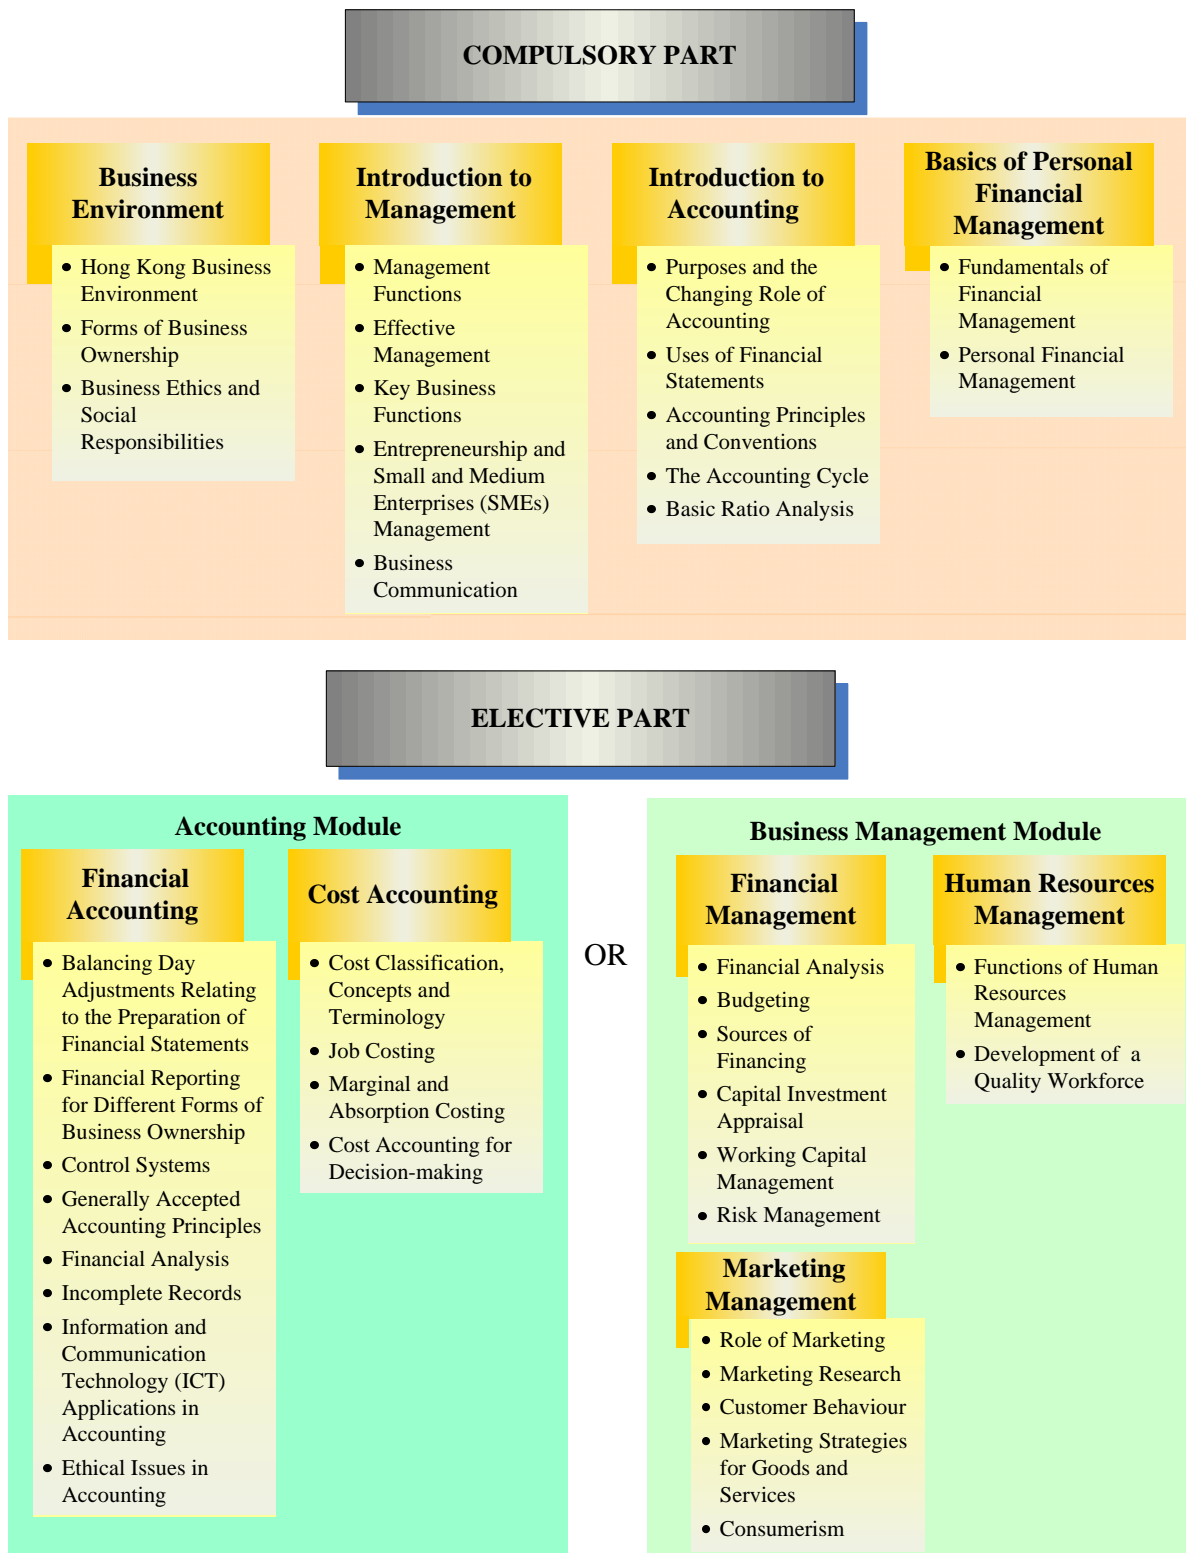 COMPULSORY PART
Business
Environment
• Hong Kong Business
Environment
• Forms of Business
Ownership
• Business Ethics and
Social
Responsibilities
Introduction to
Management
• Management
Functions
• Effective
Management
• Key Business
Functions
• Entrepreneurship and
Small and Medium
Enterprises (SMEs)
Management
• Business
Communication
Introduction to
Accounting
• Purposes and the
Changing Role of
Accounting
• Uses of Financial
Statements
• Accounting Principles
and Conventions
• The Accounting Cycle
• Basic Ratio Analysis
Basics of Personal
Financial
Management
• Fundamentals of
Financial
Management
• Personal Financial
Management
ELECTIVE PART
Accounting Module
Financial
Accounting
• Balancing Day
Adjustments Relating
to the Preparation of
Financial Statements
• Financial Reporting
for Different Forms of
Business Ownership
• Control Systems
• Generally Accepted
Accounting Principles
• Financial Analysis
• Incomplete Records
• Information and
Communication
Technology (ICT)
Applications in
Accounting
• Ethical Issues in
Accounting
Cost Accounting
• Cost Classification,
Concepts and
Terminology
• Job Costing
• Marginal and
Absorption Costing
• Cost Accounting for
Decision-making
OR
Business Management Module
Financial
Management
• Financial Analysis
• Budgeting
• Sources of
Financing
• Capital Investment
Appraisal
• Working Capital
Management
• Risk Management
Human Resources
Management
• Functions of Human
Resources
Management
• Development of a
Quality Workforce
Marketing
Management
• Role of Marketing
• Marketing Research
• Customer Behaviour
• Marketing Strategies
for Goods and
Services
• Consumerism